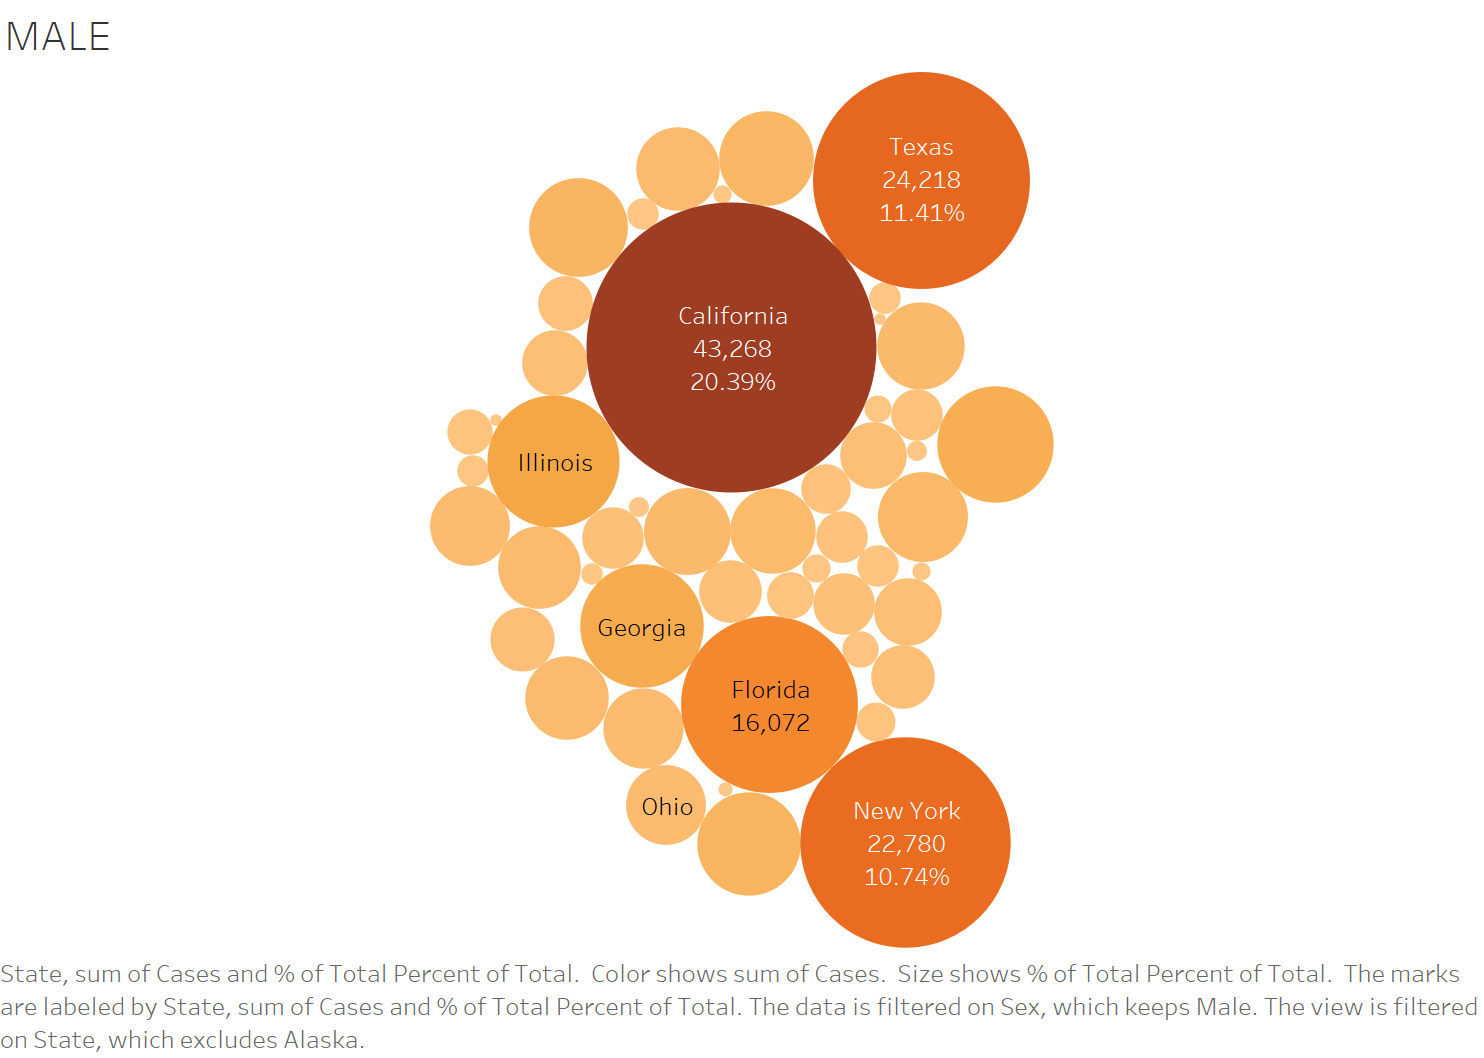 MALE
Texas
24,218
11.41%
California
43,268
20.39%
Illinois
Georgia
Florida
16,072
Ohio
New York
22,780
10.74%
State, sum of Cases and % of Total Percent of Total.  Color shows sum of Cases.  Size shows % of Total Percent of Total.  The marks
are labeled by State, sum of Cases and % of Total Percent of Total. The data is filtered on Sex, which keeps Male. The view is filtered
on State, which excludes Alaska.